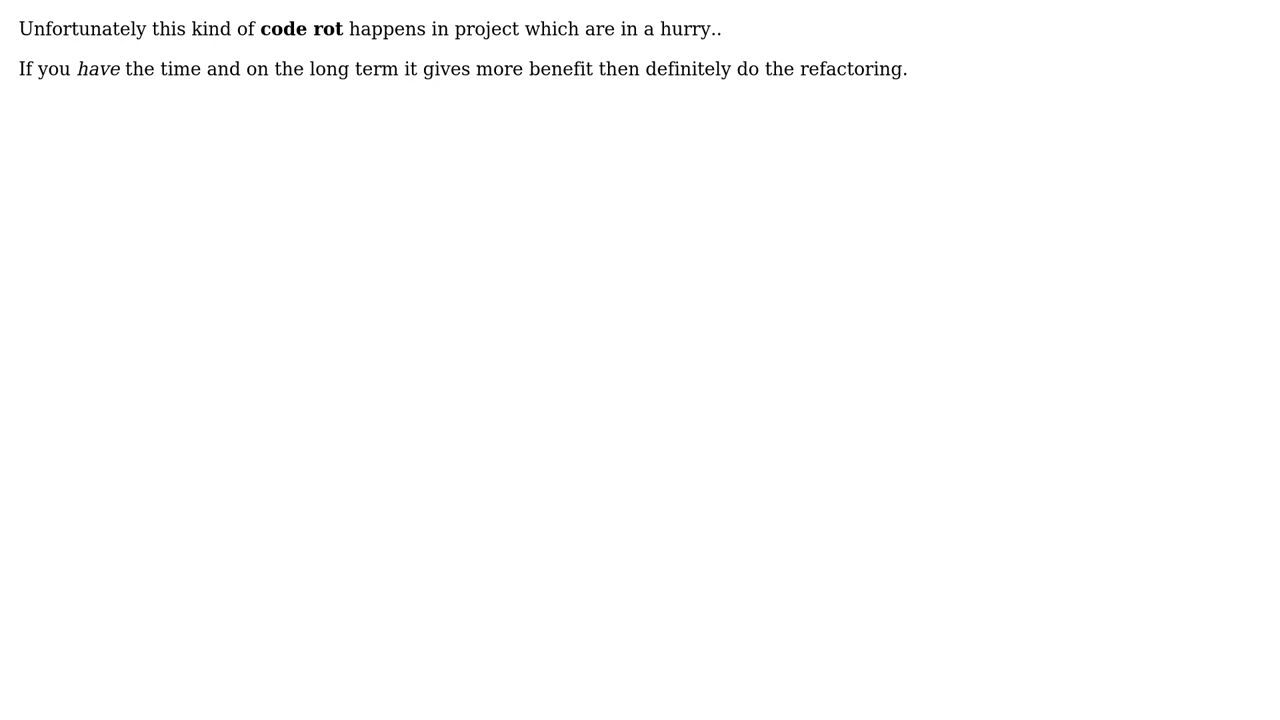 Unfortunately this kind of code rot happens in project which are in a hurry..
If you have the time and on the long term it gives more benefit then definitely do the refactoring.